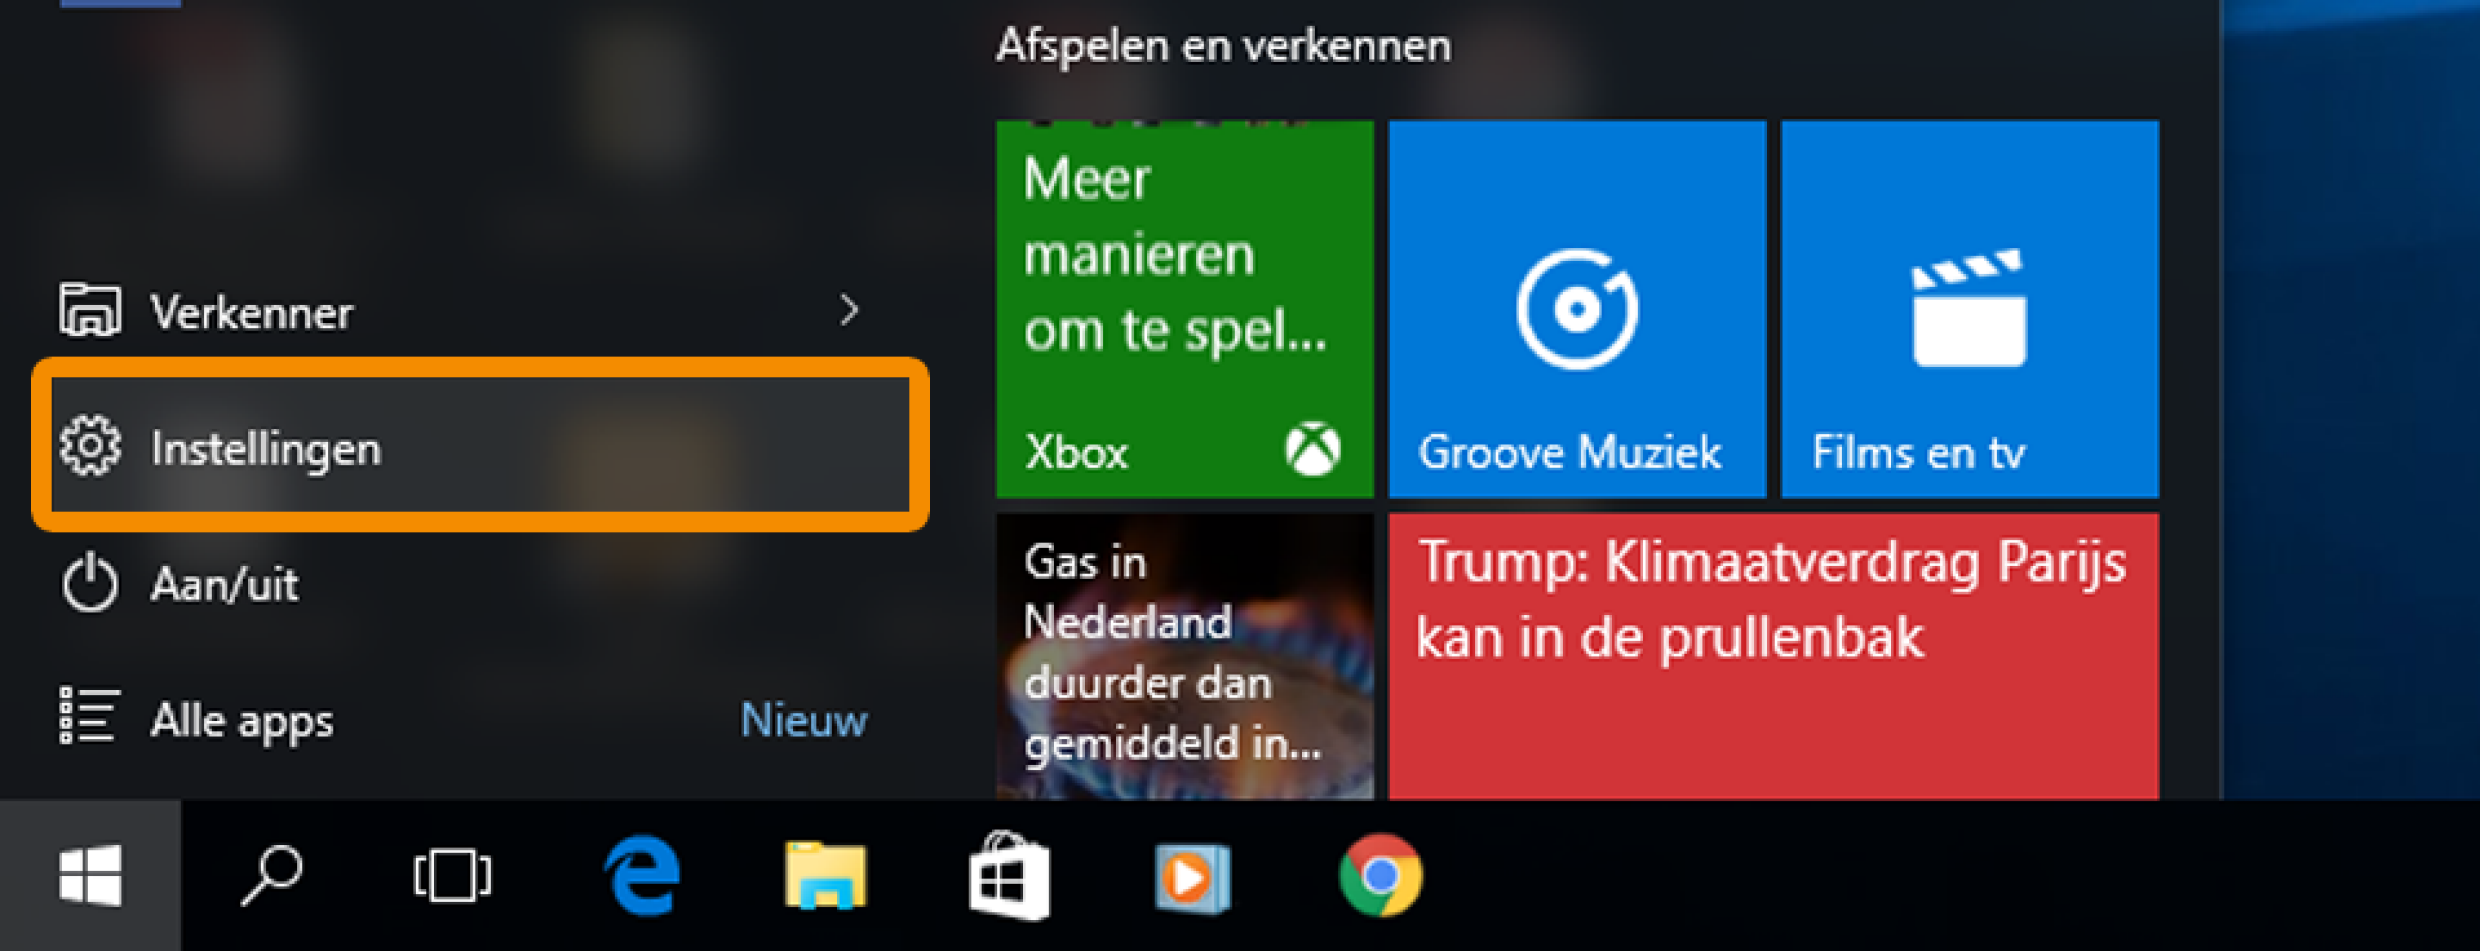 Afspelen en verkennen
Meer
manieren
om te spel...
Xbox
Groove Muziek
Films en tv
Verkenner
Instellingen
Aan/uit
Alle apps
Nieuw
Gas in
Nederland
duurder dan
gemiddeld in...
Trump: Klimaatverdrag Parijs
kan in de prullenbak